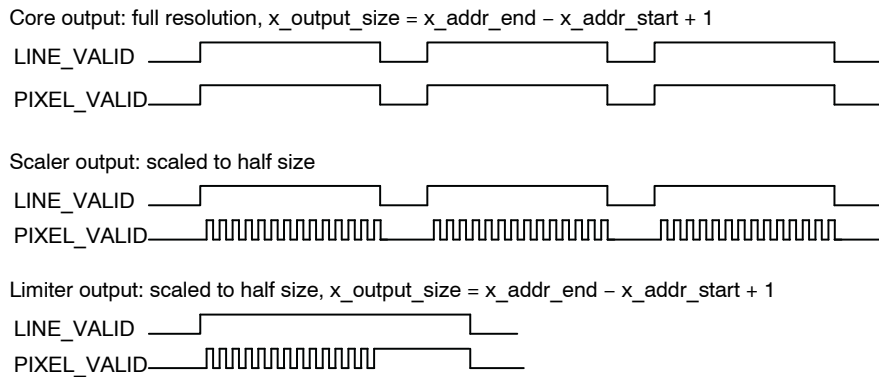 Core output: full resolution, x_output_size = x_addr_end − x_addr_start + 1
LINE_VALID
PIXEL_VALID
Scaler output: scaled to half size
LINE_VALID
PIXEL_VALID
Limiter output: scaled to half size, x_output_size = x_addr_end − x_addr_start + 1
LINE_VALID
PIXEL_VALID